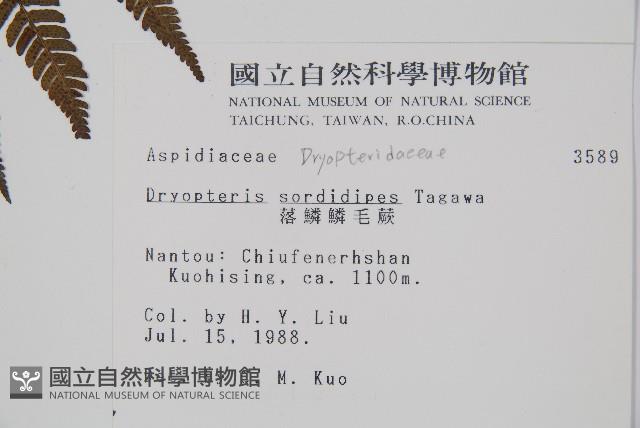 國立自然科學博物館
NATIONAL MUSEUM OF NATURAL SCIENCE
TAICHUNG, TAIWAN, R.O.CHINA
Aspidiaceae Dryopteridaceae 3589
Dryopteris sordidipes Tagawa
落鱗鱗毛蕨
Nantou: Chiufenerhshan
Kuohising, ca. 1100m.
Col. by H. Y. Liu
Jul. 15, 1988.
M. Kuo
國立自然科學博物館
NATIONAL MUSEUM OF NATURAL SCIENCE